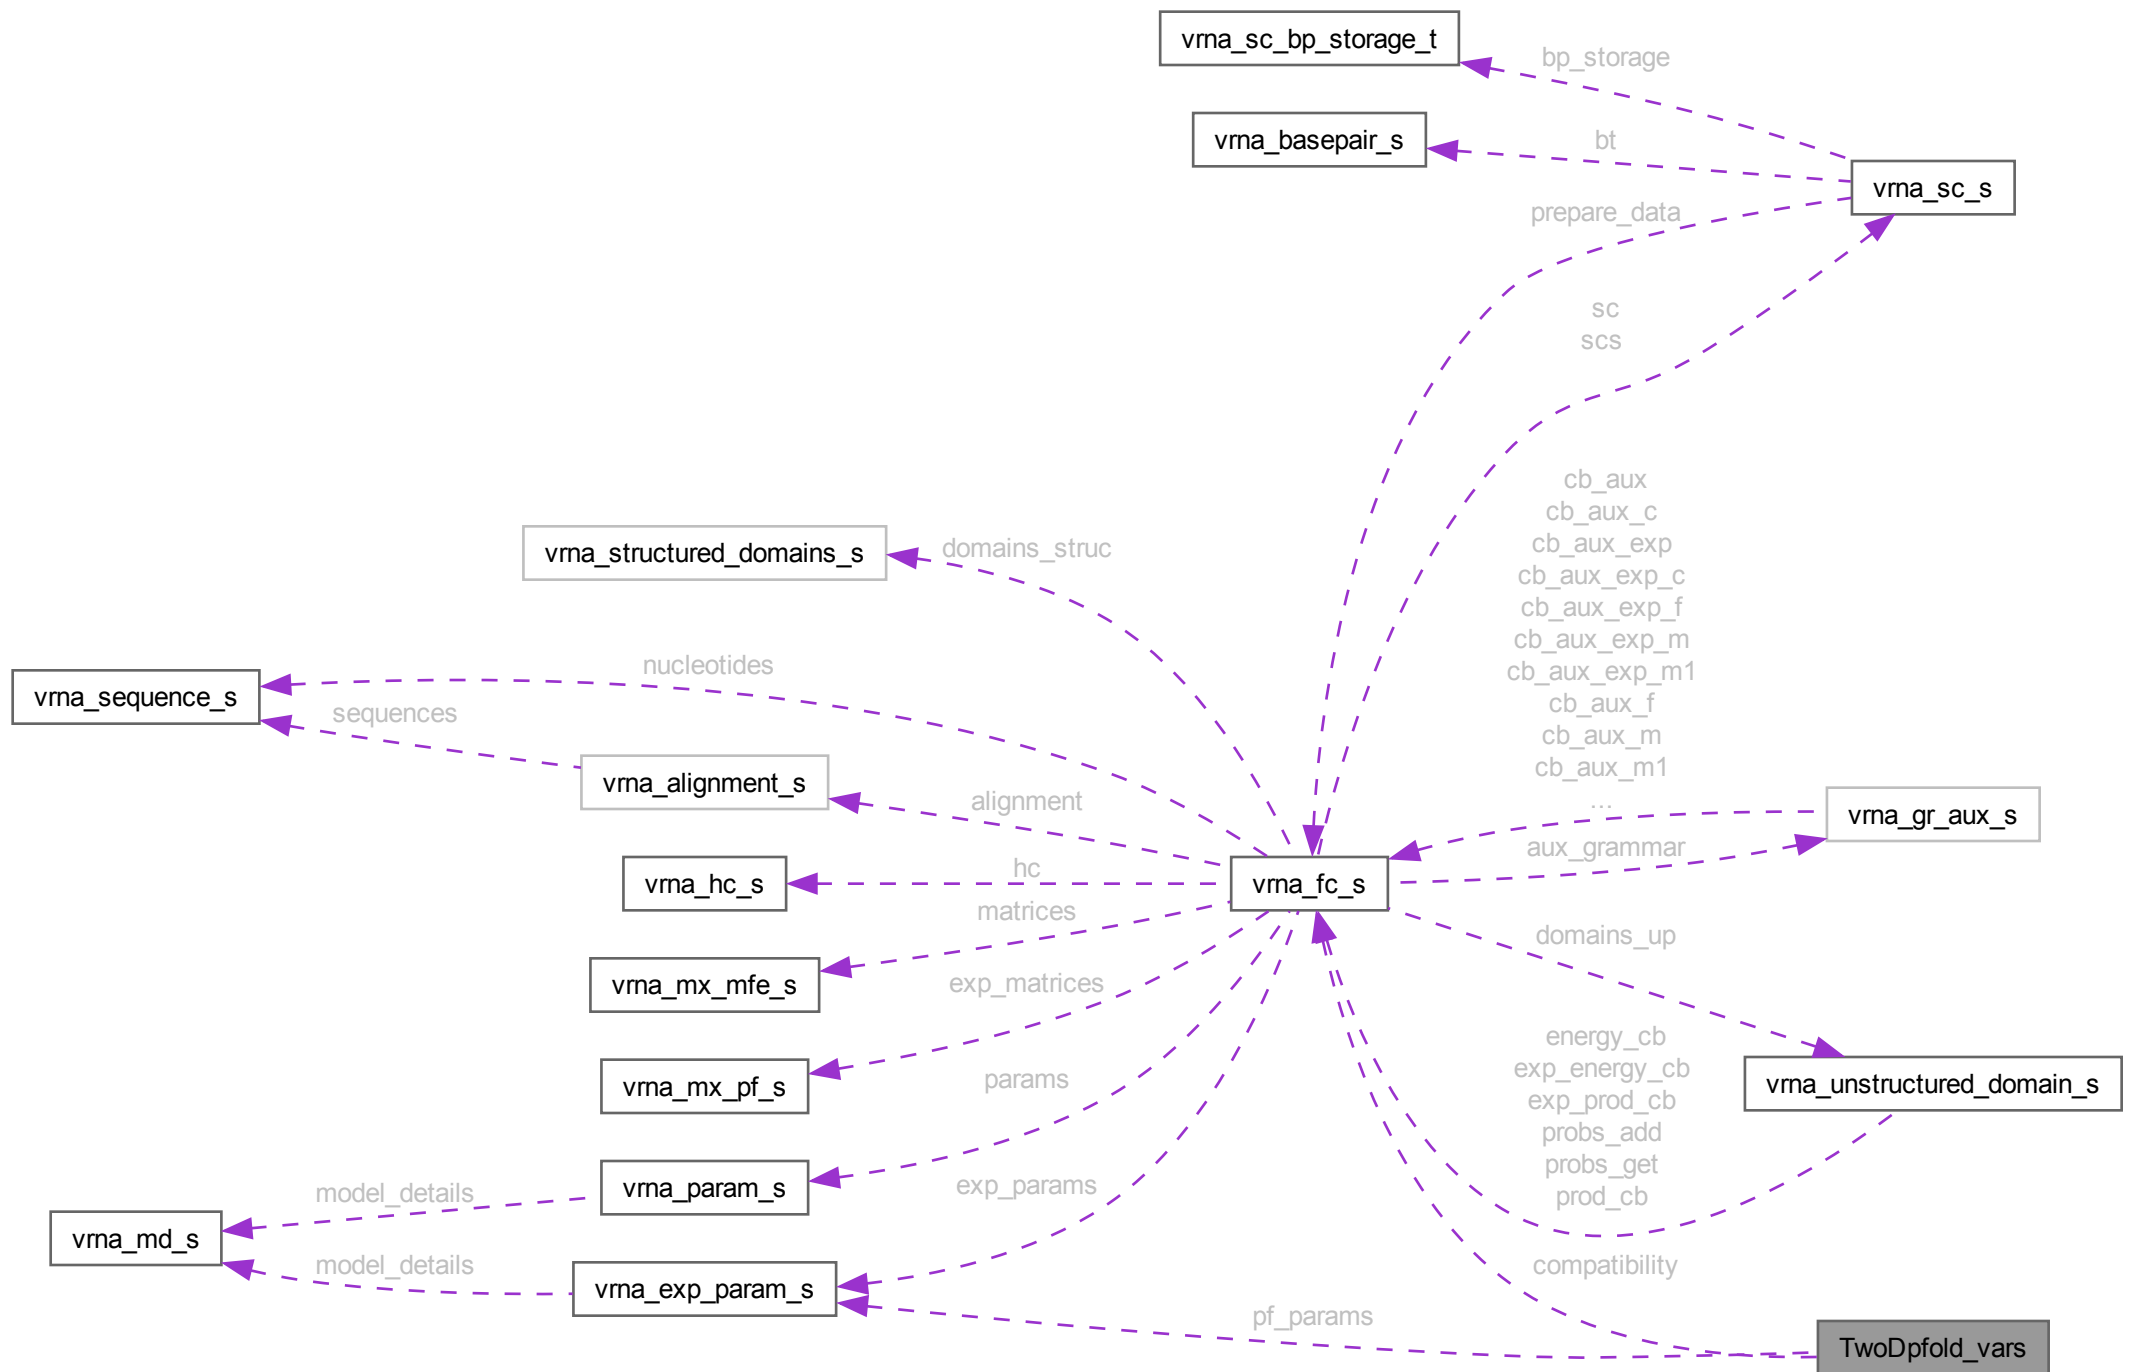 vrna_sc_bp_storage_t
bp_storage
vrna_basepair_s
bt
vrna_sc_s
prepare_data
sc
scs
cb_aux
cb_aux_c
cb_aux_exp
cb_aux_exp_c
cb_aux_exp_f
cb_aux_exp_m
cb_aux_exp_m1
cb_aux_f
cb_aux_m
cb_aux_m1
...
vrna_structured_domains_s
domains_struc
nucleotides
vrna_sequence_s
sequences
vrna_alignment_s
alignment
vrna_gr_aux_s
aux_grammar
vrna_hc_s
hc
vrna_fc_s
matrices
domains_up
vrna_mx_mfe_s
exp_matrices
energy_cb
exp_energy_cb
exp_prod_cb
probs_add
probs_get
prod_cb
vrna_unstructured_domain_s
vrna_mx_pf_s
params
vrna_param_s
exp_params
model_details
vrna_md_s
model_details
vrna_exp_param_s
compatibility
pf_params
TwoDpfold_vars